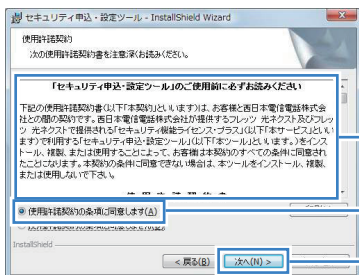 セキュリティ申込・設定ツール - InstallShield Wizard
使用許諾契約
次の使用許諾契約書を注意深くお読みください。
「セキュリティ申込・設定ツール」のご使用前に必ずお読みください
下記の使用許諾契約書(以下「本契約」といいます)は、お客様と西日本電信電話株式会
社との間の契約です。西日本電信電話株式会社が提供するフレッツ 光ネクスト及びフレッ
ツ 光ネクストで提供される「セキュリティ機能ライセンス・プラス」(以下「本サービス」といい
ます)で利用する「セキュリティ申込・設定ツール」(以下「本ツール」といいます。)をインス
トール、複製、または使用することによって、お客様は本契約のすべての条件に同意され
たことになります。本契約の条件に同意できない場合は、本ツールをインストール、複製、
または使用しないで下さい。
使用許諾契約の条項に同意します(A)
InstallShield
< 戻る(B)
次へ(N) >